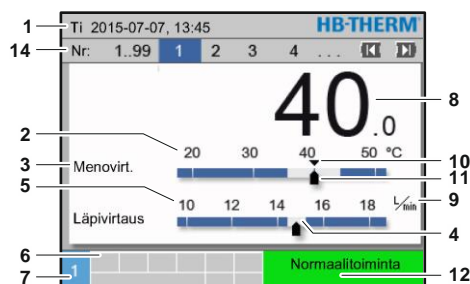 1 Ti 2015-07-07, 13:45 HB-THERM
14 Nr: 1..99 1 2 3 4 ...
40.0 8
2 20 30 40 50 °C 10
3 Menovirt. 11
5 10 12 14 16 18 L/min 9
Läpivirtaus 4
6 Normaalitoiminta
7 1 12